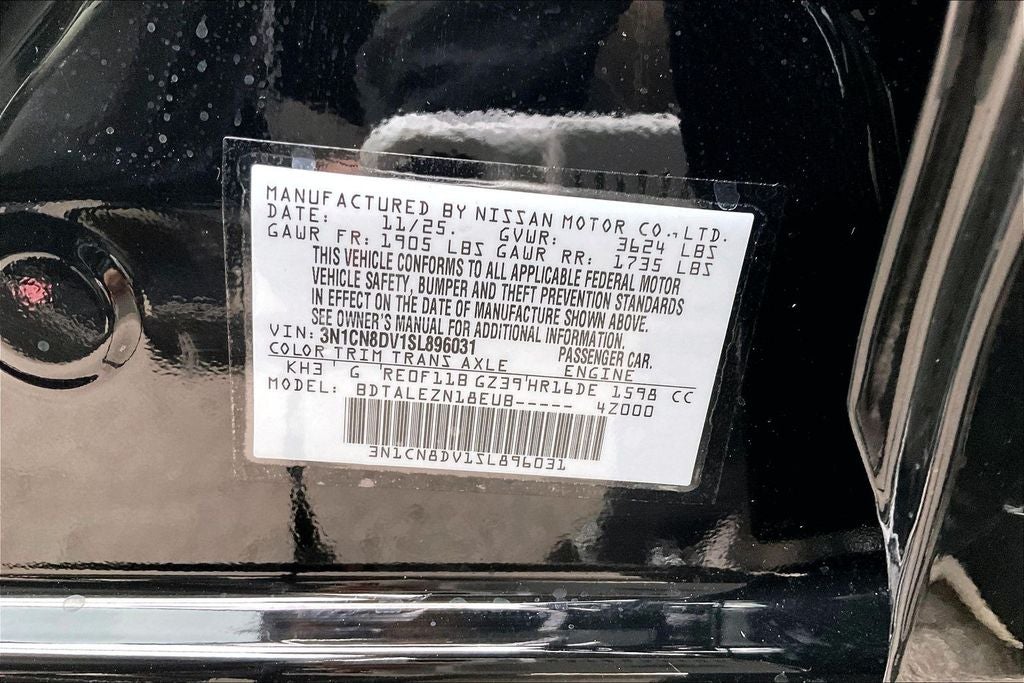 MANUFACTURED BY NISSAN MOTOR CO.,LTD.
DATE: 11/25. GVWR: 3624 LBS
GAWR FR: 1905 LBS GAWR RR: 1735 LBS
THIS VEHICLE CONFORMS TO ALL APPLICABLE FEDERAL MOTOR
VEHICLE SAFETY, BUMPER AND THEFT PREVENTION STANDARDS
IN EFFECT ON THE DATE OF MANUFACTURE SHOWN ABOVE.
SEE OWNER'S MANUAL FOR ADDITIONAL INFORMATION.
VIN: 3N1CN8DV1SL896031 PASSENGER CAR.
COLOR TRIM TRANS AXLE ENGINE
KH3 G RE0F11B GZ39 HR16DE 1598 CC
MODEL: BDTALEZN18EUB----- 4Z000
3N1CN8DV1SL896031